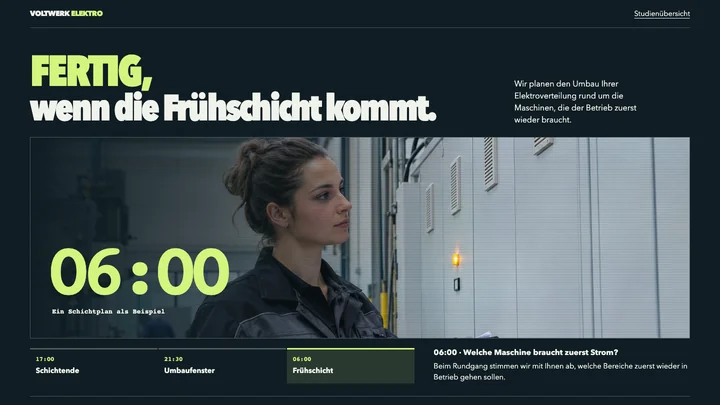 VOLTWERK ELEKTRO
Studienübersicht
FERTIG,
wenn die Frühschicht kommt.
Wir planen den Umbau Ihrer
Elektroverteilung rund um die
Maschinen, die der Betrieb zuerst
wieder braucht.
06:00
Ein Schichtplan als Beispiel
17:00
Schichtende
21:30
Umbaufenster
06:00
Frühschicht
06:00 · Welche Maschine braucht zuerst Strom?
Beim Rundgang stimmen wir mit Ihnen ab, welche Bereiche zuerst wieder in
Betrieb gehen sollen.